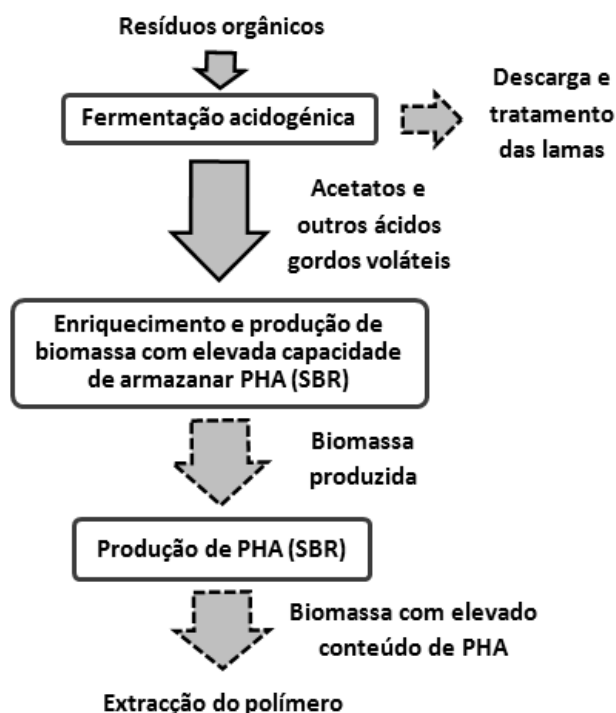 Resíduos orgânicos
Fermentação acidogénica
Descarga e
tratamento
das lamas
Acetatos e
outros ácidos
gordos voláteis
Enriquecimento e produção de
biomassa com elevada capacidade
de armazanar PHA (SBR)
Biomassa
produzida
Produção de PHA (SBR)
Biomassa com elevado
conteúdo de PHA
Extracção do polímero